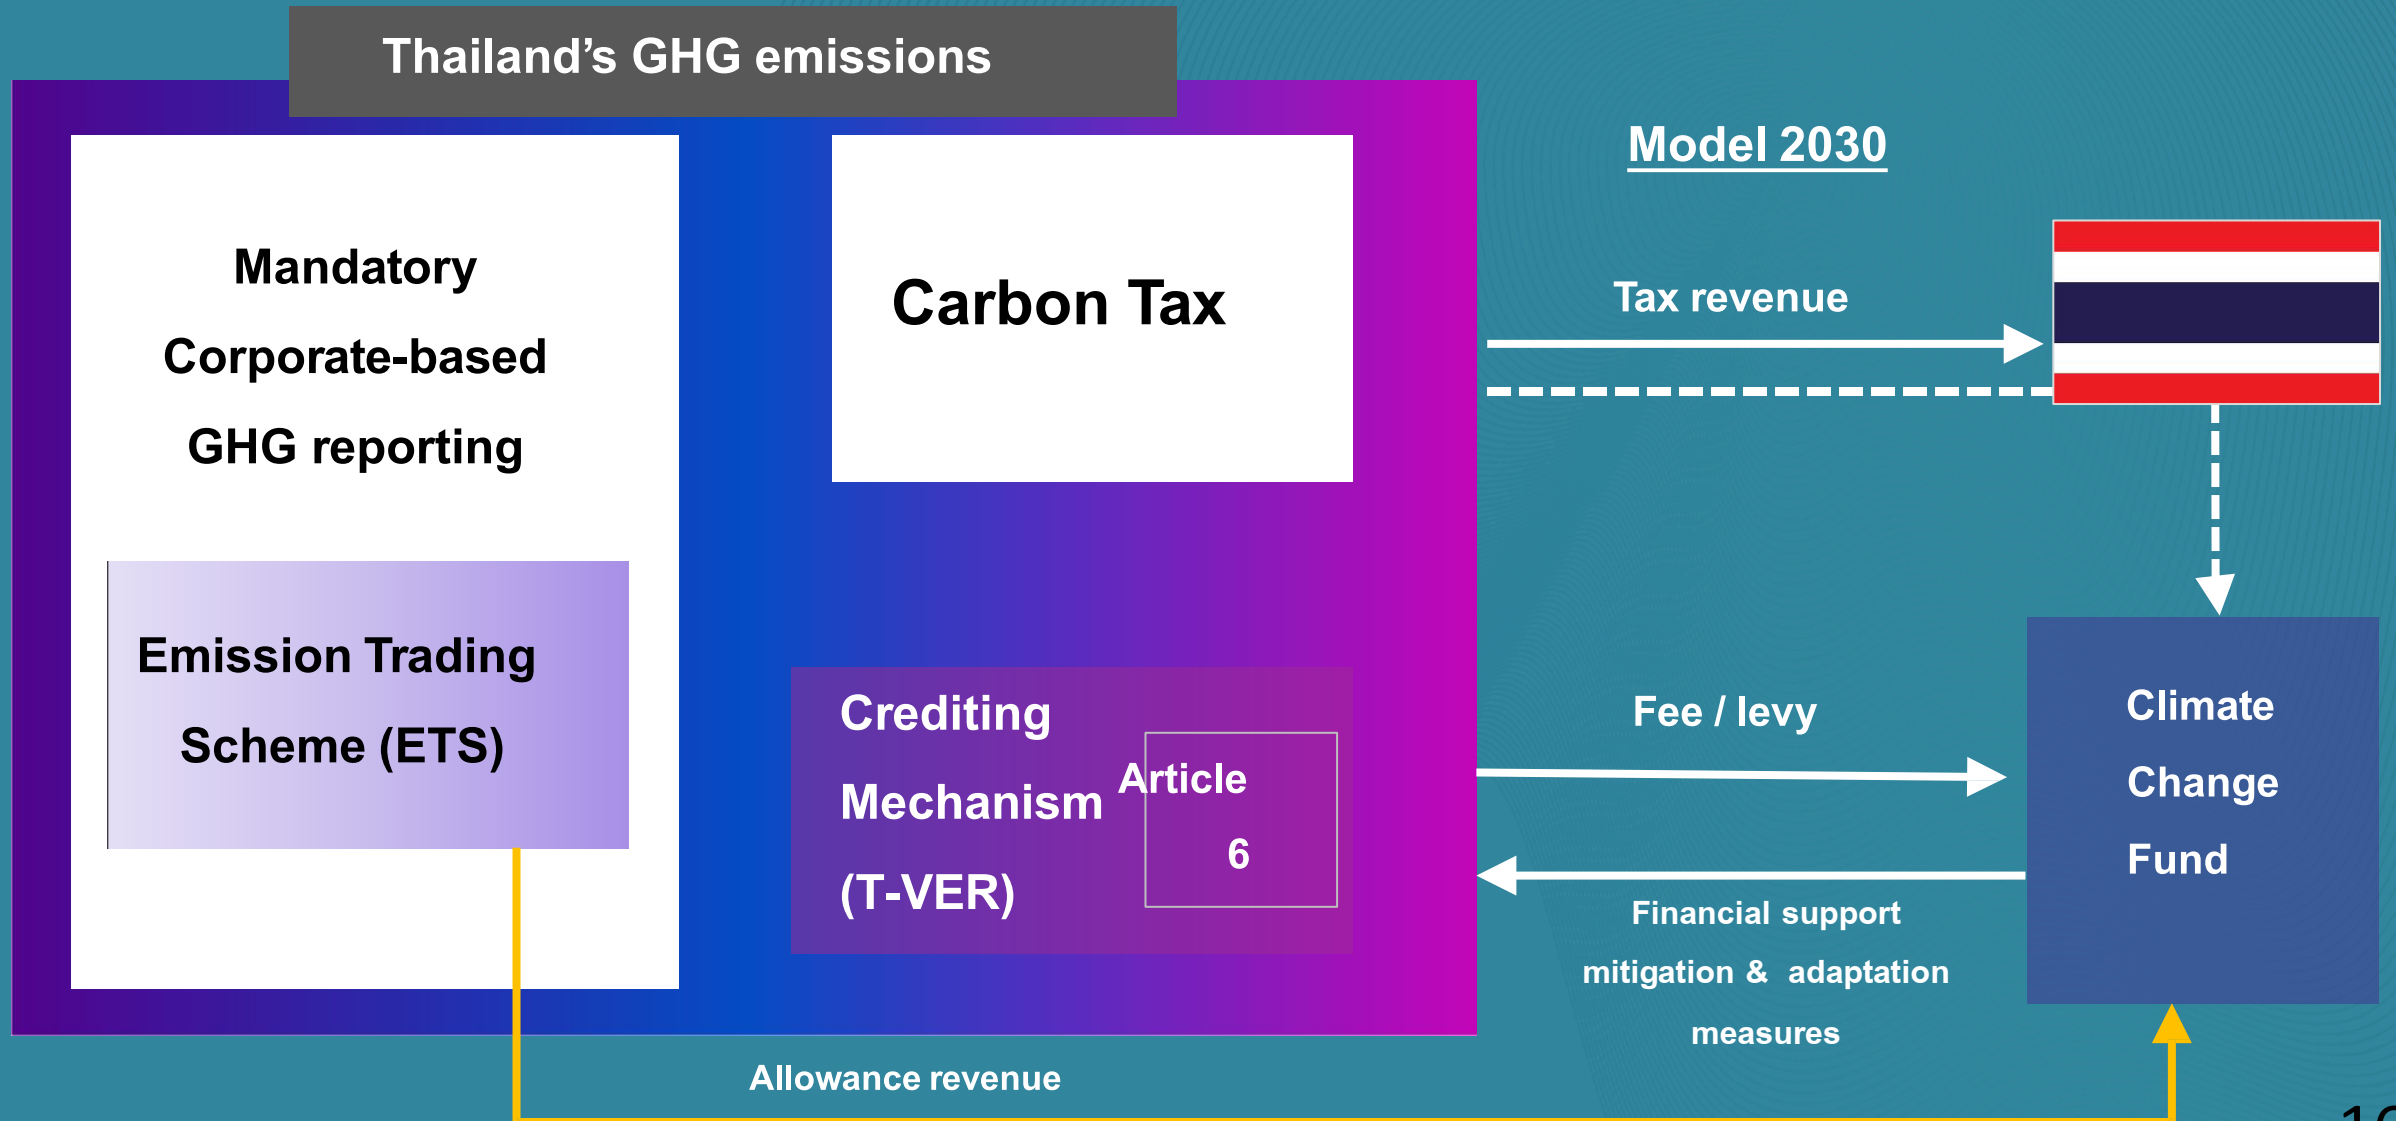 Thailand’s GHG emissions
Mandatory
Corporate-based
GHG reporting
Emission Trading
Scheme (ETS)
Carbon Tax
Crediting
Mechanism
(T-VER)
Article
6
Model 2030
Tax revenue
Fee / levy
Financial support
mitigation & adaptation
measures
Climate
Change
Fund
Allowance revenue